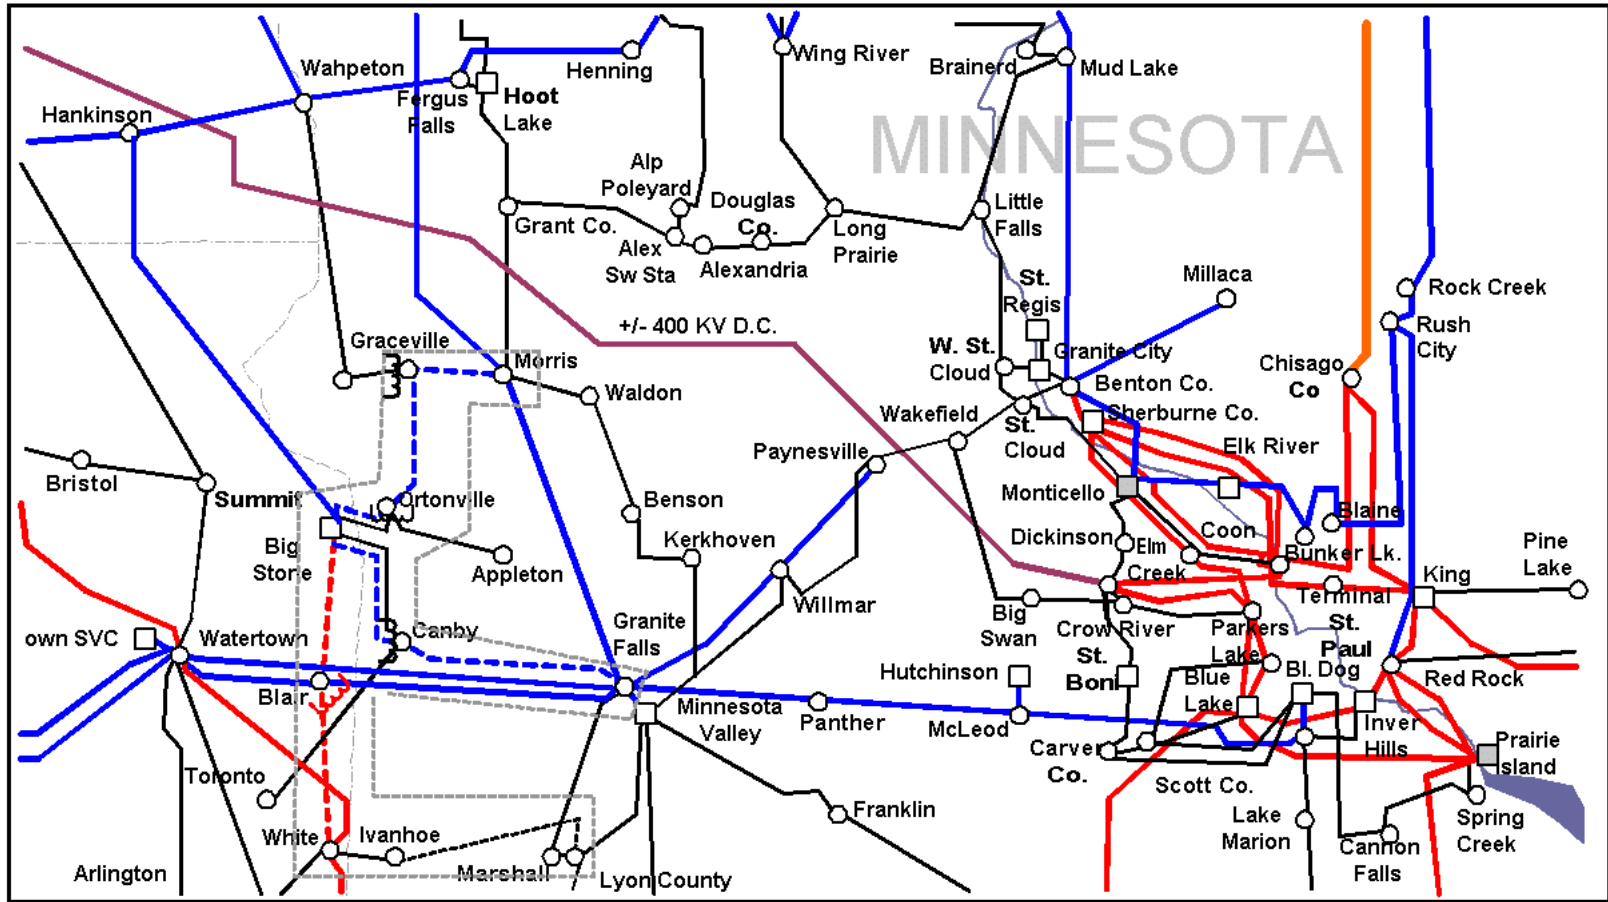 Wing River
Brainerd
Mud Lake
Wahpeton
Henning
Fergus
Falls
Hoot
Lake
Hankinson
MINNESOTA
Alp
Poleyard
Douglas
Co.
Little
Falls
Grant Co.
Long
Prairie
Alex
Sw Sta
Alexandria
Millaca
St.
Regis
Rock Creek
Rush
City
+/- 400 KV D.C.
Graceville
Morris
W. St.
Cloud
Granite City
Chisago
Co
Waldon
Benton Co.
Wakefield
Sherburne Co.
St.
Cloud
Elk River
Paynesville
Bristol
Summit
Ortonville
Benson
Monticello
Blaine
Big
Stone
Appleton
Kerkhoven
Dickinson
Elm
Creek
Coon
Bunker Lk.
Pine
Lake
King
Willmar
Big
Swan
Crow River
Terminal
own SVC
Watertown
Canby
Granite
Falls
Parkers
Lake
St.
Paul
Hutchinson
St.
Boni
Blue
Lake
Bl. Dog
Red Rock
Blair
Minnesota
Valley
Panther
McLeod
Carver
Co.
Inver
Hills
Prairie
Island
Toronto
Scott Co.
Franklin
Lake
Marion
Spring
Creek
White
Ivanhoe
Cannon
Falls
Arlington
Marshall
Lyon County